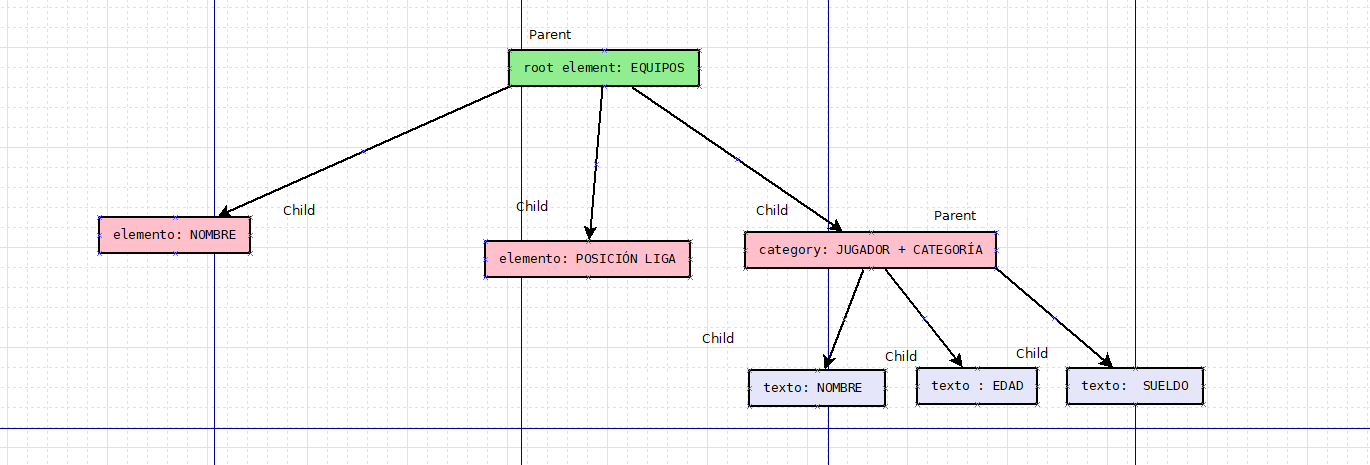 Parent
root element: EQUIPOS
Child
Child
Child
Parent
elemento: NOMBRE
elemento: POSICIÓN LIGA
category: JUGADOR + CATEGORÍA
Child
Child
Child
texto: NOMBRE
texto : EDAD
texto:  SUELDO